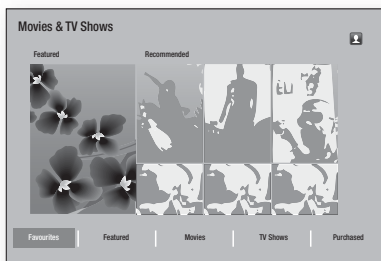 Movies & TV Shows
Featured
Recommended
Favourites
Featured
Movies
TV Shows
Purchased